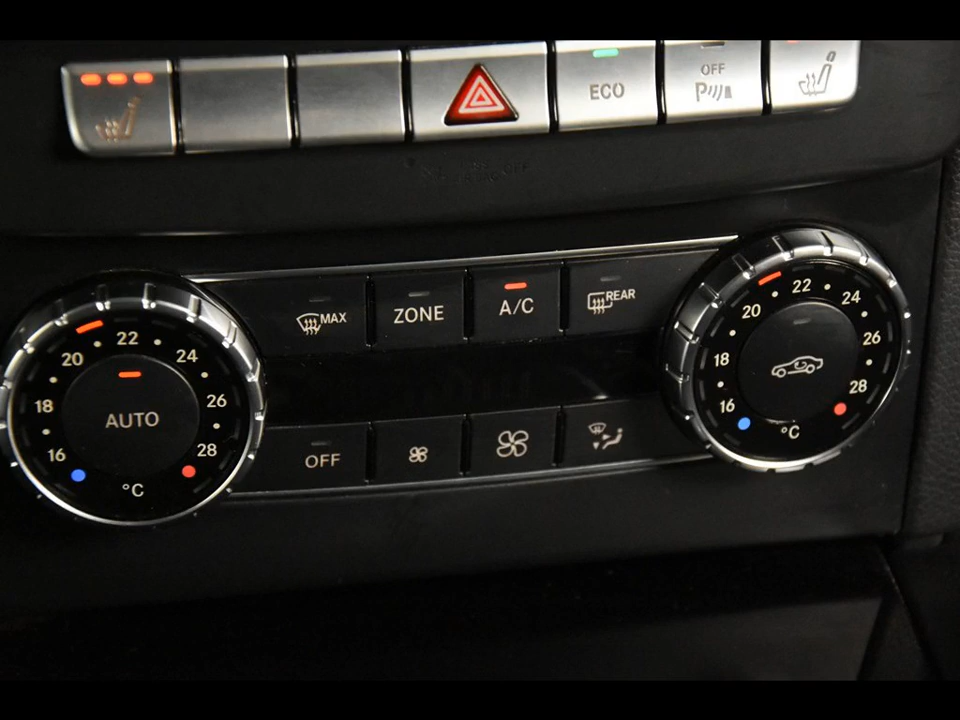 ECO
OFF
P
MAX
ZONE
A/C
REAR
16 18 20 22 24 26 28
AUTO
°C
OFF
16 18 20 22 24 26 28
°C